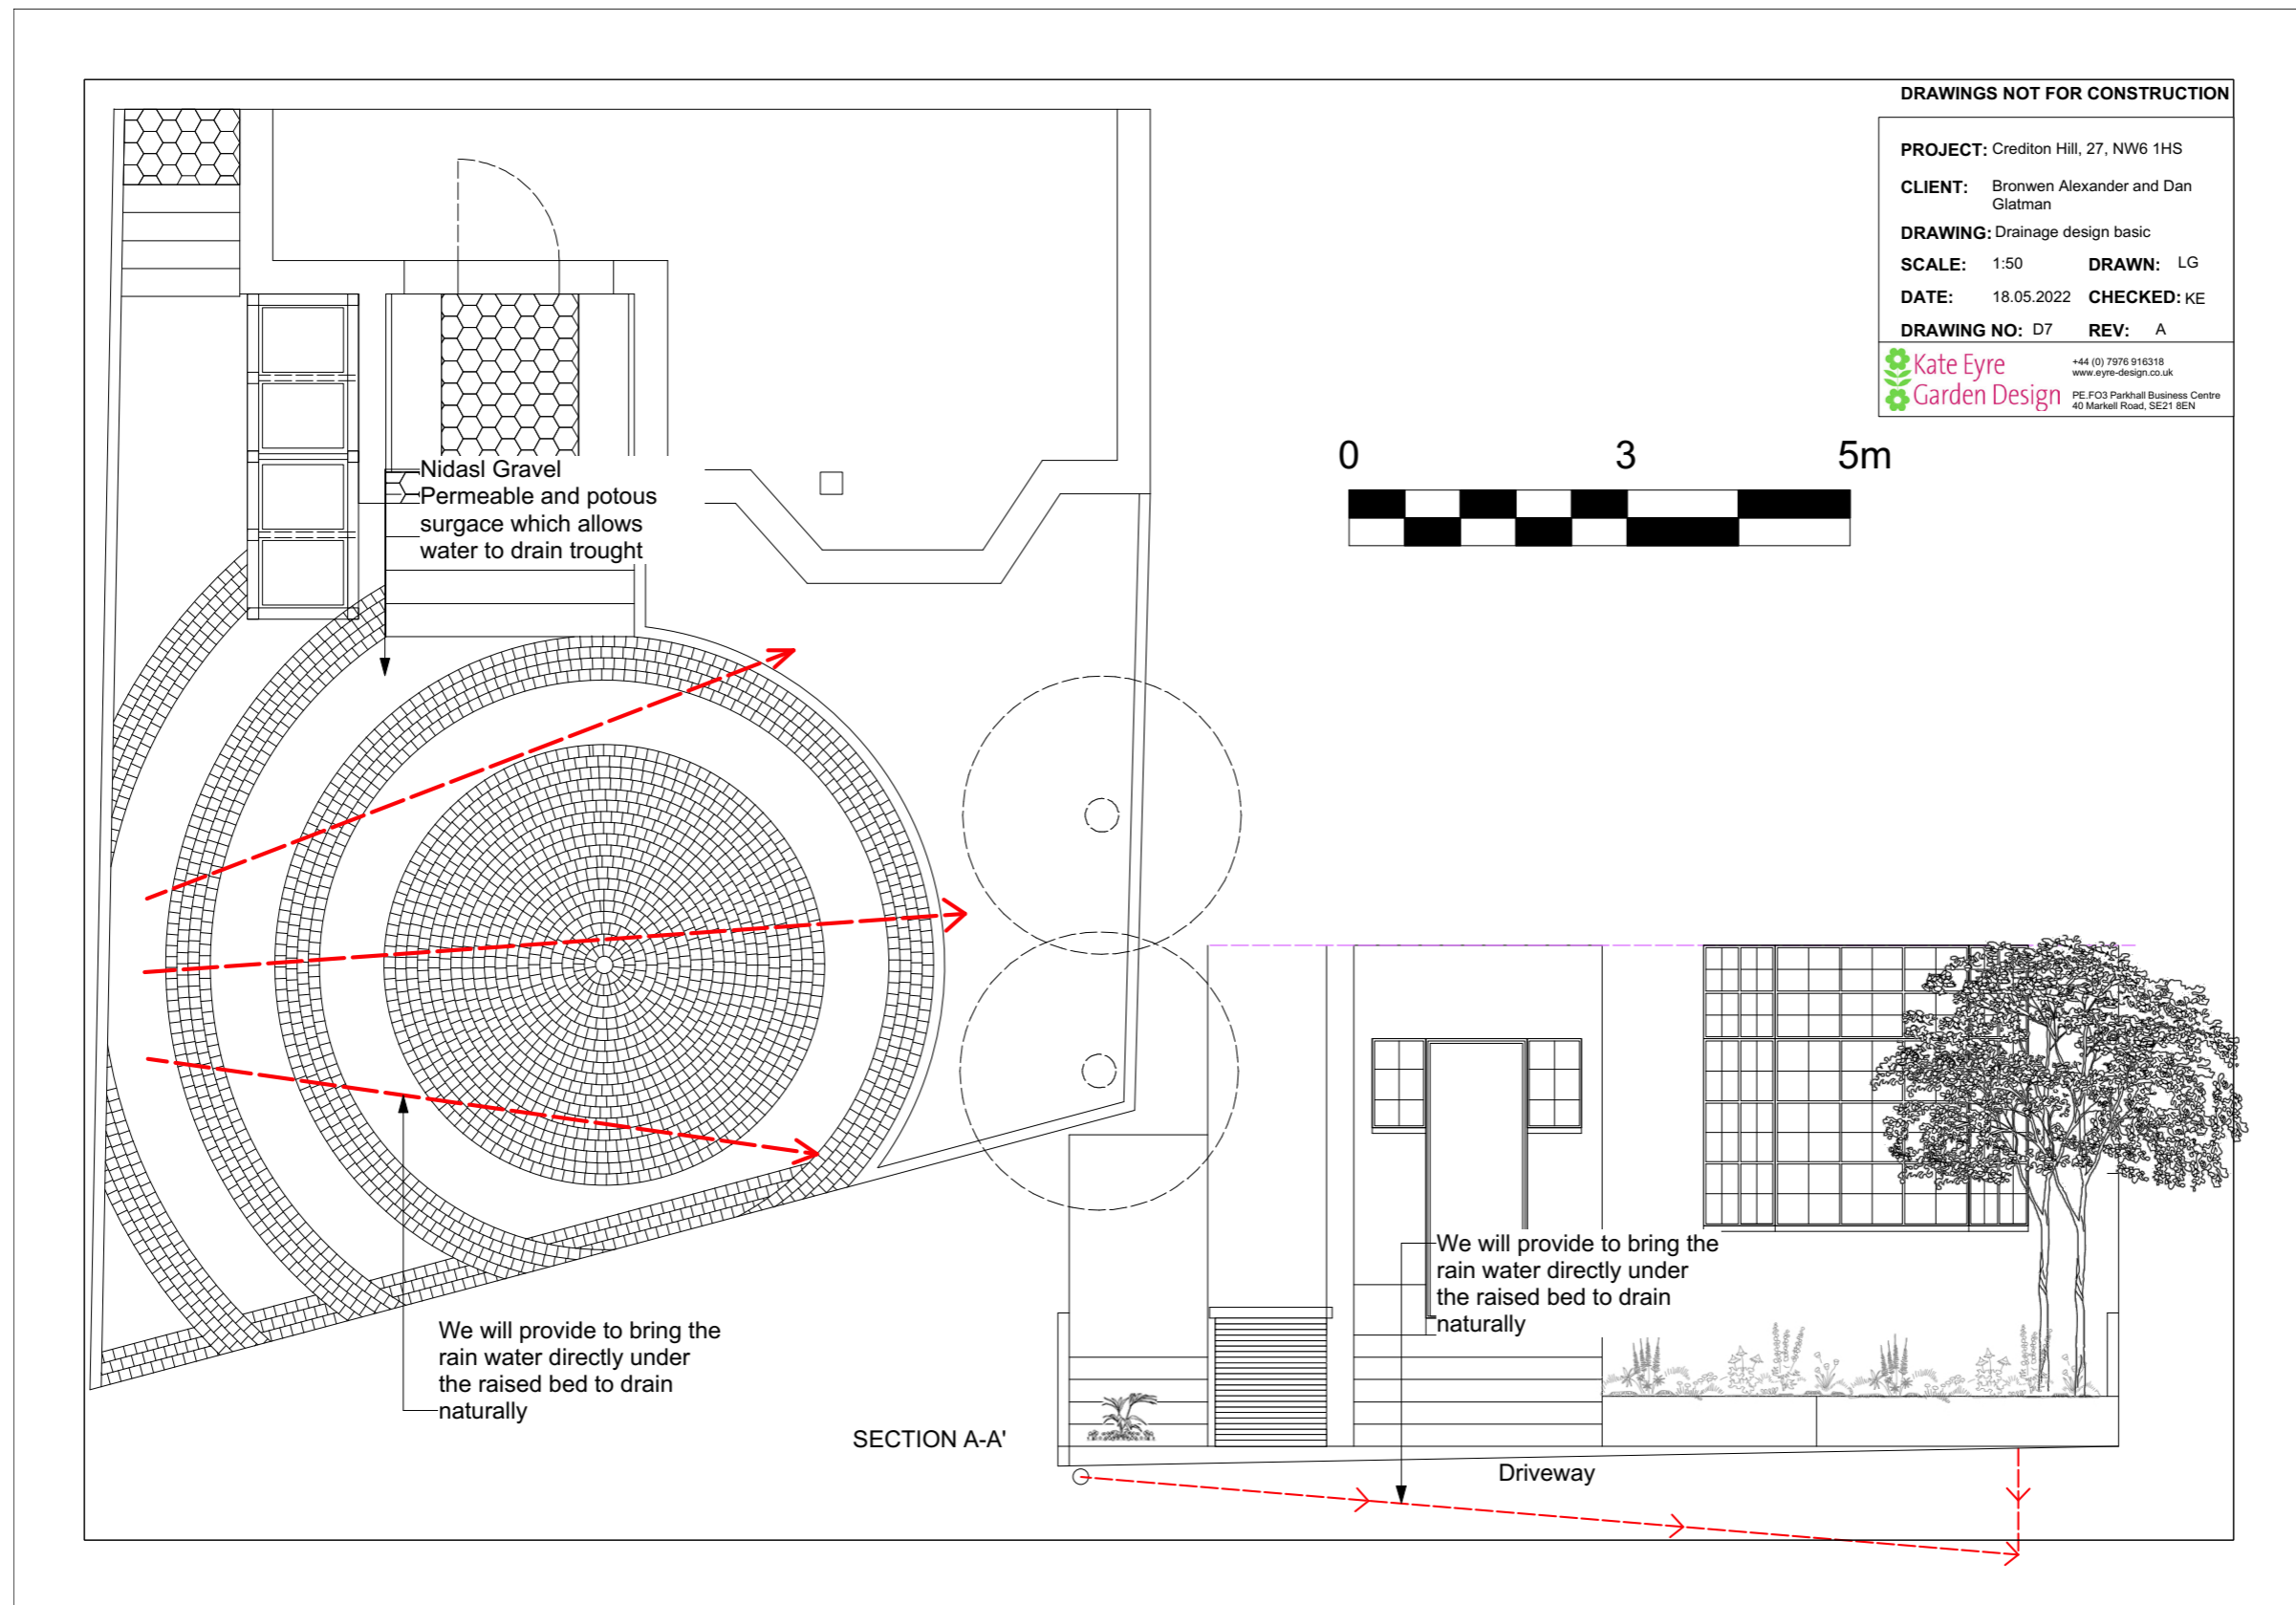 DRAWINGS NOT FOR CONSTRUCTION
PROJECT: Crediton Hill, 27, NW6 1HS
CLIENT: Bronwen Alexander and Dan
Glatman
DRAWING: Drainage design basic
SCALE: 1:50 DRAWN: LG
DATE: 18.05.2022 CHECKED: KE
DRAWING NO: D7 REV: A
Kate Eyre
Garden Design
+44 (0) 7976 916318
www.eyre-design.co.uk
PE.FO3 Parkhall Business Centre
40 Markell Road, SE21 8EN
0 3 5m
Nidasl Gravel
Permeable and potous
surgace which allows
water to drain trought
We will provide to bring the
rain water directly under
the raised bed to drain
naturally
We will provide to bring the
rain water directly under
the raised bed to drain
naturally
SECTION A-A'
Driveway